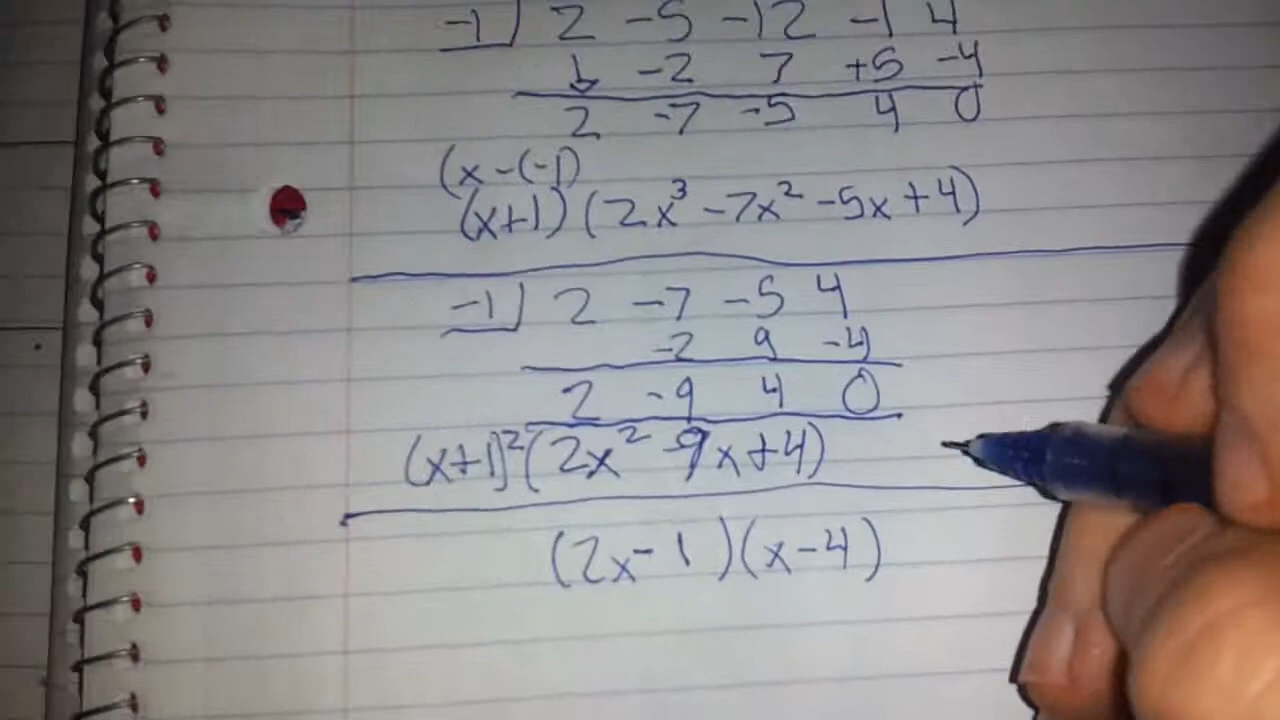 -1 2 -5 -12 -1 4
↓ -2 7 +5 -4
2 -7 -5 4 0
(x-(-1)
(x+1)(2x³-7x²-5x+4)
-1 2 -7 -5 4
-2 9 -4
2 -9 4 0
(x+1)²(2x²-9x+4)
(2x-1)(x-4)